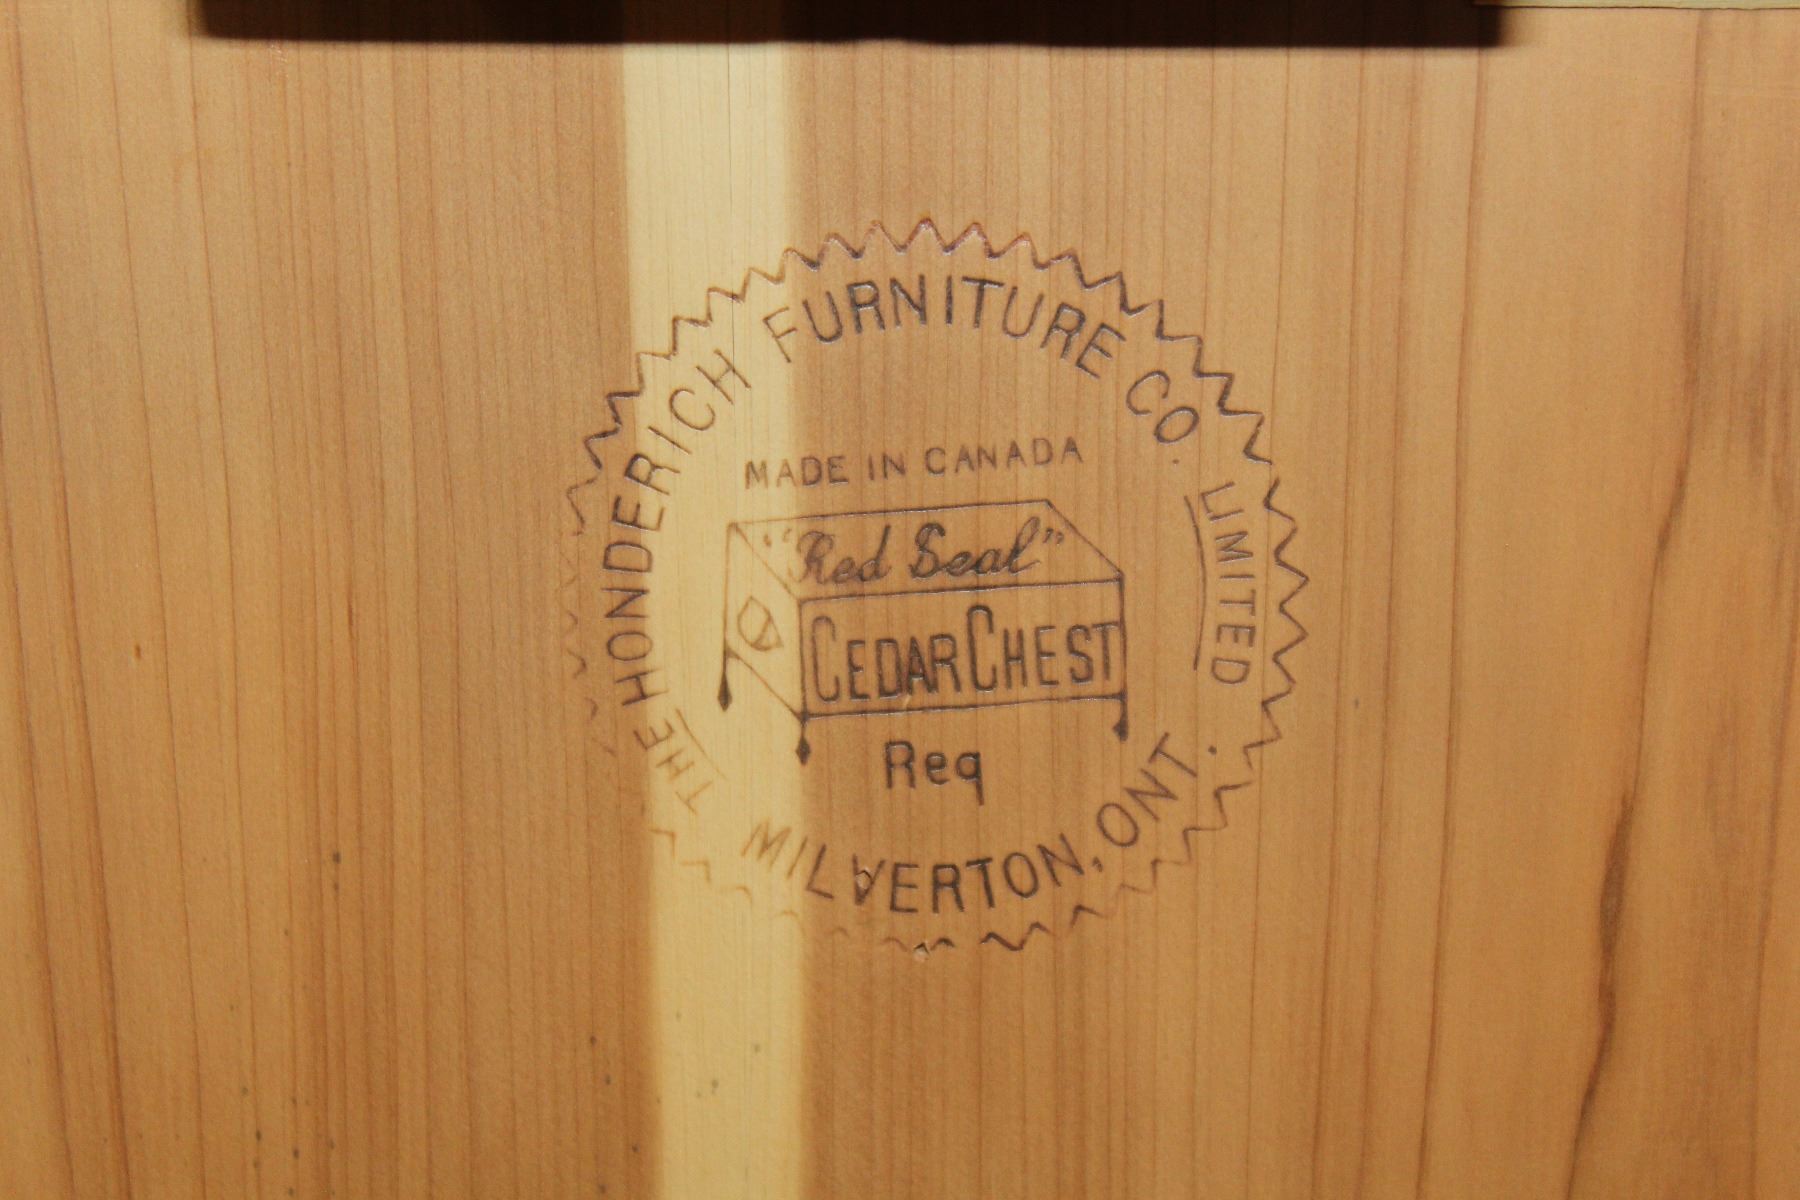 THE HONDERICH FURNITURE CO. LIMITED
MADE IN CANADA
"Red Seal"
CEDAR CHEST
Req
MILVERTON, ONT.